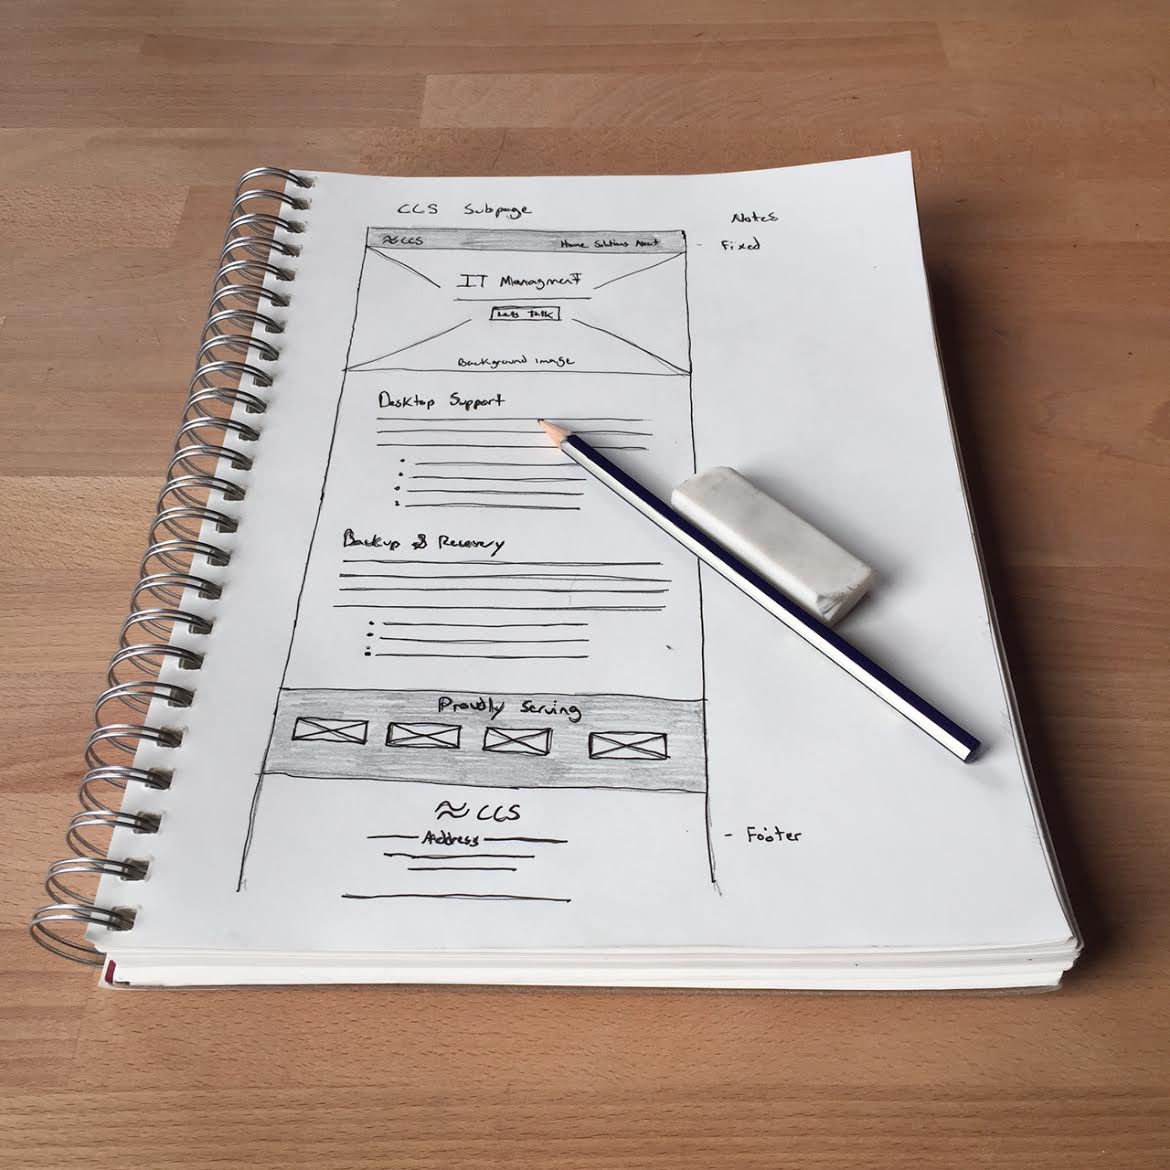 CCS Subpage
Notes
≈CCS
Home Solutions About
- Fixed
IT Managment
Lets Talk
Background image
Desktop Support
Backup & Recovery
Proudly Serving
≈ CCS
Address
- Footer